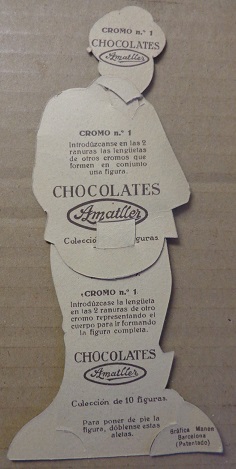 CROMO n.° 1
CHOCOLATES
Amatller
CROMO n.° 1
Introdúzcanse en las 2
ranuras las lengüetas
de otros cromos que
formen en conjunto
una figura.
CHOCOLATES
Amatller
Colecció
guras
CROMO n.° 1
Introdúzcase la lengüeta
en las 2 ranuras de otro
cromo representando el
cuerpo para ir formando
la figura completa.
CHOCOLATES
Amatller
Colección de 10 figuras.
Para poner de pie la
figura, dóblense estas
aletas.
Gráfica Manen
Barcelona
(Patentado)